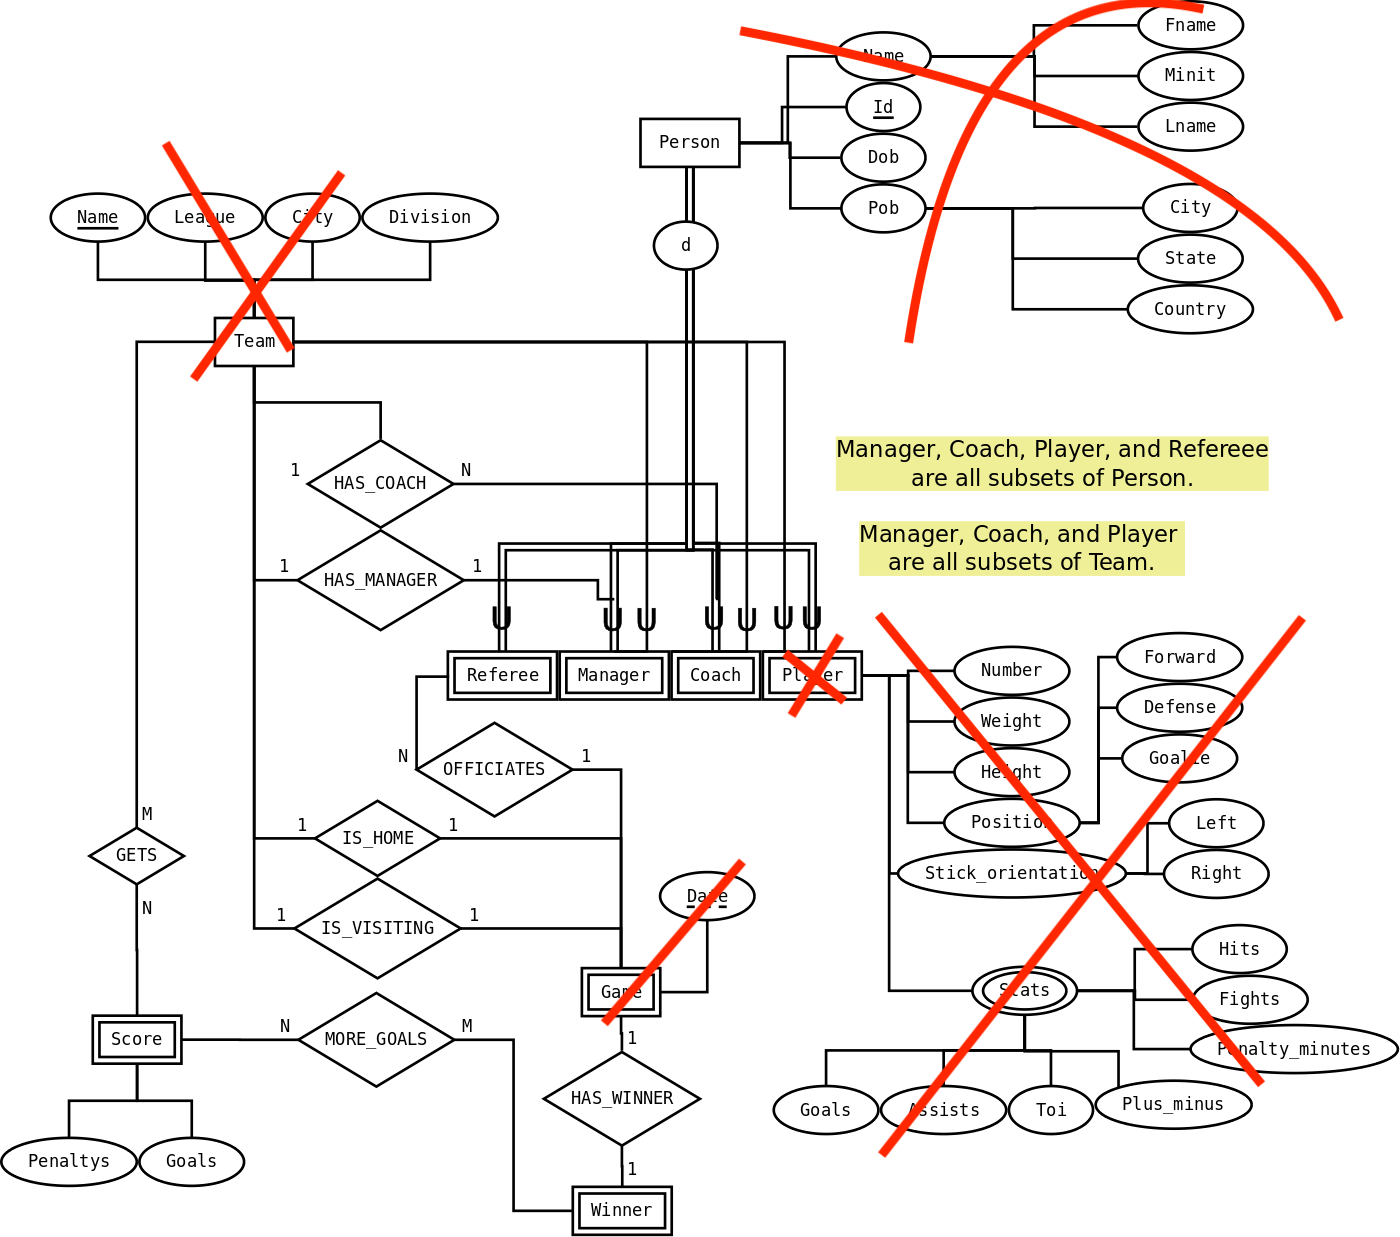 Fname
Name
Minit
Id
Lname
Person
Dob
Pob
City
Name
League
City
Division
d
State
Country
Team
Manager, Coach, Player, and Refereee
are all subsets of Person.
1
N
HAS_COACH
Manager, Coach, and Player
are all subsets of Team.
1
HAS_MANAGER
1
Referee
Manager
Coach
Player
Number
Forward
Weight
Defense
Height
Goalie
N
OFFICIATES
1
M
1
IS_HOME
1
Position
Left
GETS
Stick_orientation
Right
N
1
IS_VISITING
1
Date
Hits
Game
Stats
Fights
Score
N
MORE_GOALS
M
1
Penalty_minutes
HAS_WINNER
Goals
Assists
Toi
Plus_minus
Penaltys
Goals
1
Winner